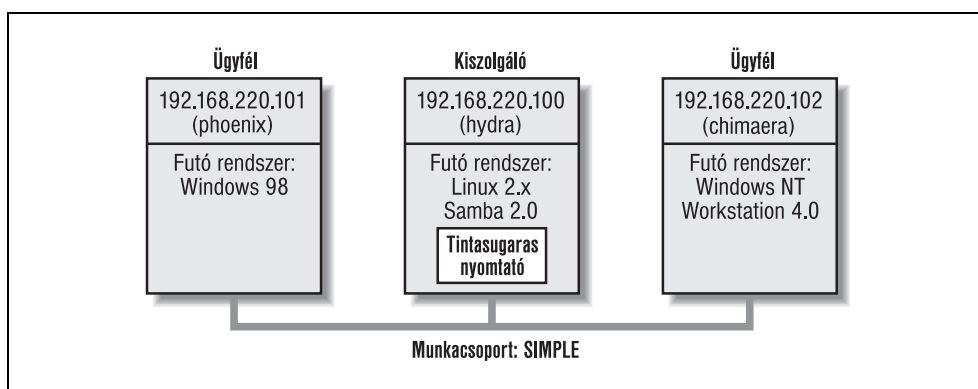 Ügyfél
192.168.220.101
(phoenix)
Futó rendszer:
Windows 98
Kiszolgáló
192.168.220.100
(hydra)
Futó rendszer:
Linux 2.x
Samba 2.0
Tintasugaras
nyomtató
Ügyfél
192.168.220.102
(chimaera)
Futó rendszer:
Windows NT
Workstation 4.0
Munkacsoport: SIMPLE